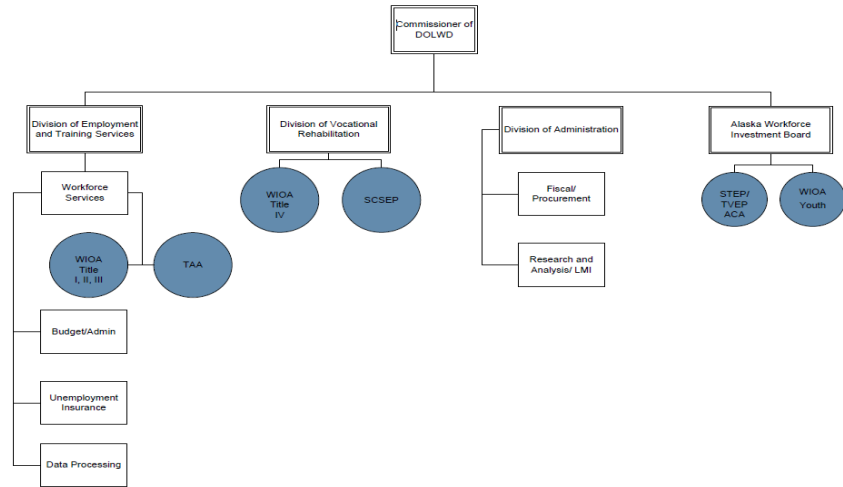 Commissioner of
DOLWD
Division of Employment
and Training Services
Division of Vocational
Rehabilitation
Division of Administration
Alaska Workforce
Investment Board
Workforce
Services
WIOA
Title
IV
SCSEP
Fiscal/
Procurement
STEP/
TVEP
ACA
WIOA
Youth
WIOA
Title
I, II, III
TAA
Research and
Analysis/ LMI
Budget/Admin
Unemployment
Insurance
Data Processing